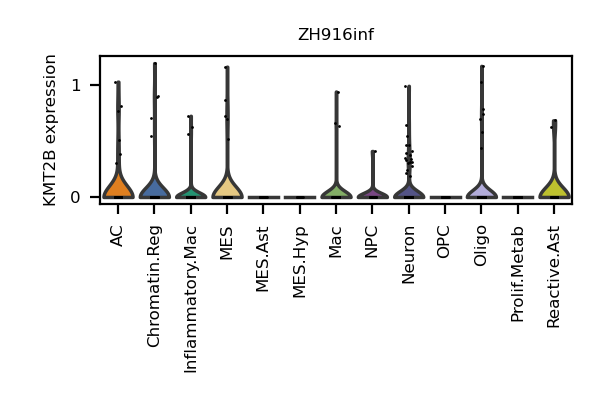 ZH916inf
KMT2B expression
1
0
AC
Chromatin.Reg
Inflammatory.Mac
MES
MES.Ast
MES.Hyp
Mac
NPC
Neuron
OPC
Oligo
Prolif.Metab
Reactive.Ast